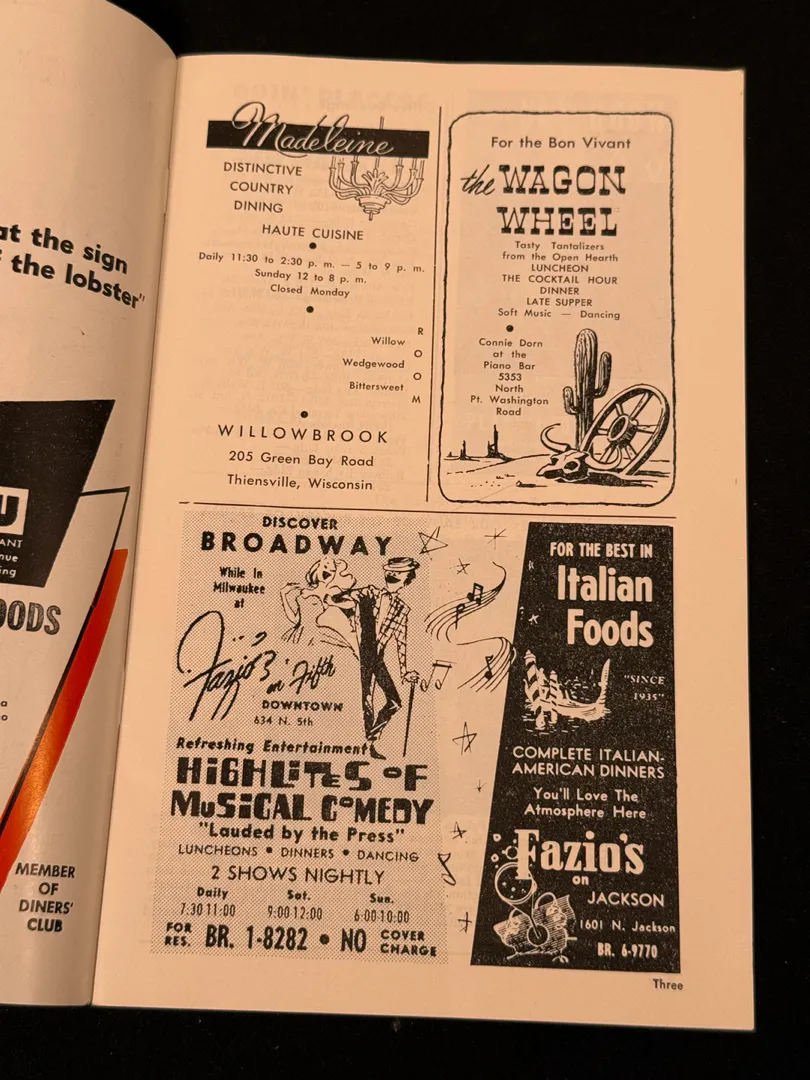 at the sign
the lobster"
U
ANT
nue
ing
OODS
MEMBER
OF
DINERS'
CLUB
Madeleine
DISTINCTIVE
COUNTRY
DINING
HAUTE CUISINE
Daily 11:30 to 2:30 p. m. — 5 to 9 p. m.
Sunday 12 to 8 p. m.
Closed Monday
R
Willow
O
Wedgewood
O
Bittersweet
M
WILLOWBROOK
205 Green Bay Road
Thiensville, Wisconsin
For the Bon Vivant
the WAGON
WHEEL
Tasty Tantalizers
from the Open Hearth
LUNCHEON
THE COCKTAIL HOUR
DINNER
LATE SUPPER
Soft Music — Dancing
Connie Dorn
at the
Piano Bar
5353
North
Pt. Washington
Road
DISCOVER
BROADWAY
While In
Milwaukee
at
Fazio's on Fifth
DOWNTOWN
634 N. 5th
Refreshing Entertainment
HiGHLiTES OF
MuSiCAL CoMEDY
"Lauded by the Press"
LUNCHEONS • DINNERS • DANCING
2 SHOWS NIGHTLY
Daily Sat. Sun.
7:30 11:00 9:00 12:00 6:00 10:00
FOR RES. BR. 1-8282 • NO COVER CHARGE
FOR THE BEST IN
Italian
Foods
"SINCE
1935"
COMPLETE ITALIAN-
AMERICAN DINNERS
You'll Love The
Atmosphere Here
Fazio's
on
JACKSON
1601 N. Jackson
BR. 6-9770
Three